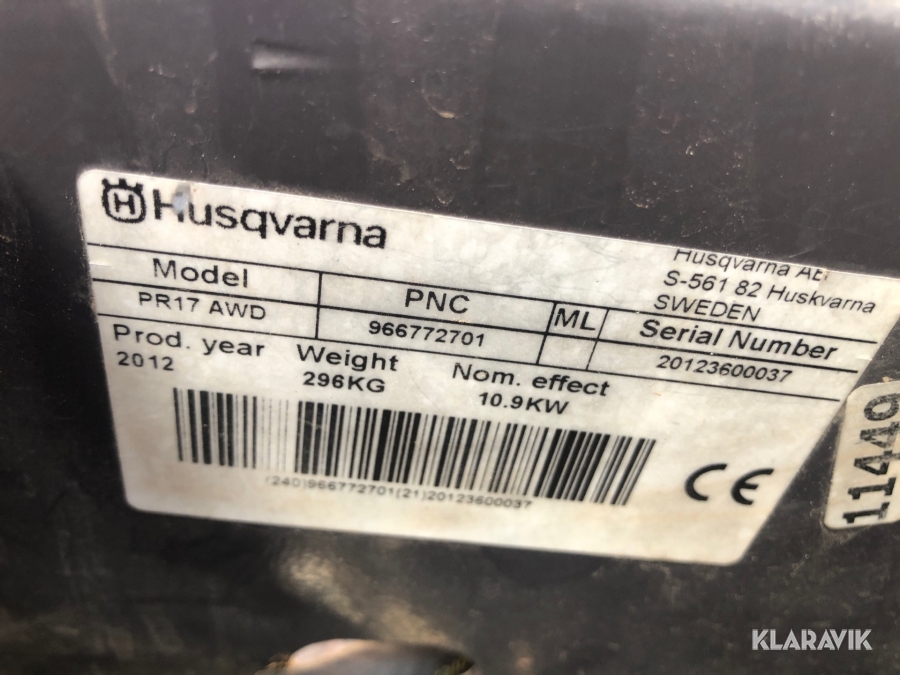 Husqvarna
Husqvarna AB
S-561 82 Huskvarna
SWEDEN
Model PNC ML Serial Number
PR17 AWD 966772701 20123600037
Prod. year Weight Nom. effect
2012 296KG 10.9KW
(240)966772701(21)20123600037
CE
11449
KLARAVIK